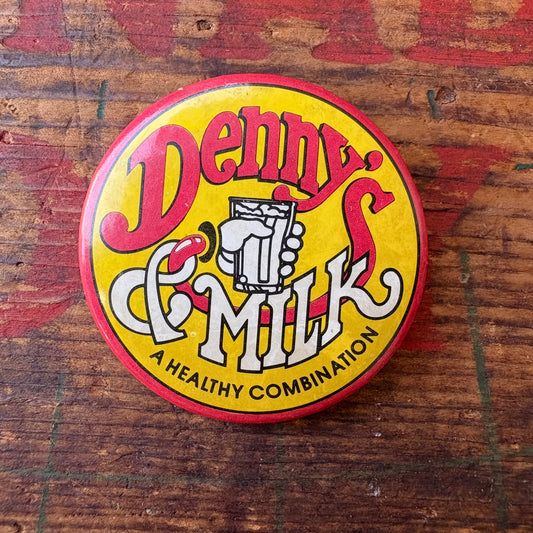 Denny's
& MILK
A HEALTHY COMBINATION